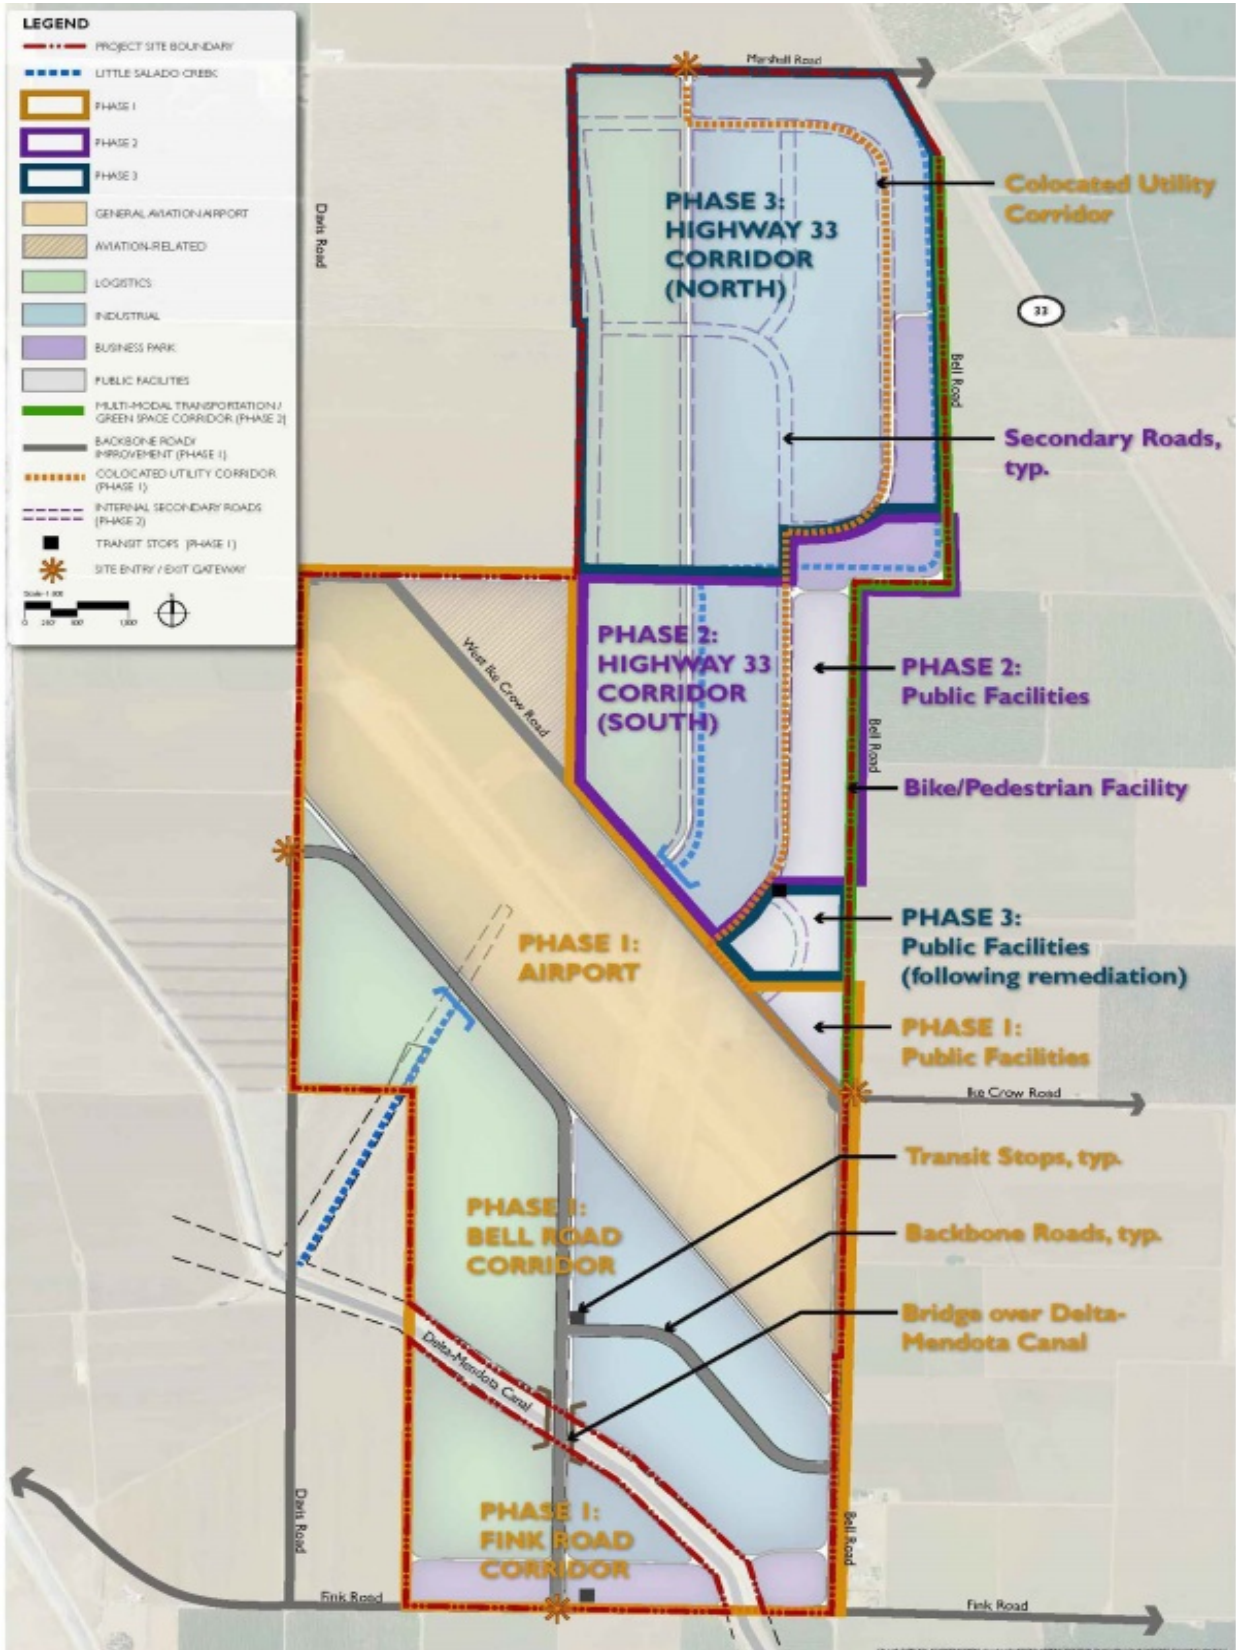 LEGEND
PROJECT SITE BOUNDARY
LITTLE SALADO CREEK
PHASE 1
PHASE 2
PHASE 3
GENERAL AVIATION AIRPORT
AVIATION-RELATED
LOGISTICS
INDUSTRIAL
BUSINESS PARK
PUBLIC FACILITIES
MULTI-MODAL TRANSPORTATION /
GREEN SPACE CORRIDOR (PHASE 2)
BACKBONE ROAD/
IMPROVEMENT (PHASE 1)
COLOCATED UTILITY CORRIDOR
(PHASE 1)
INTERNAL SECONDARY ROADS
(PHASE 2)
TRANSIT STOPS (PHASE 1)
SITE ENTRY / EXIT GATEWAY
Marshall Road
Davis Road
PHASE 3:
HIGHWAY 33
CORRIDOR
(NORTH)
Colocated Utility
Corridor
33
Bell Road
Secondary Roads,
typ.
West Ike Crow Road
PHASE 2:
HIGHWAY 33
CORRIDOR
(SOUTH)
PHASE 2:
Public Facilities
Bell Road
Bike/Pedestrian Facility
PHASE 1:
AIRPORT
PHASE 3:
Public Facilities
(following remediation)
PHASE 1:
Public Facilities
Ike Crow Road
Transit Stops, typ.
PHASE 1:
BELL ROAD
CORRIDOR
Backbone Roads, typ.
Bridge over Delta-
Mendota Canal
Delta-Mendota Canal
PHASE 1:
FINK ROAD
CORRIDOR
Davis Road
Bell Road
Fink Road
Fink Road